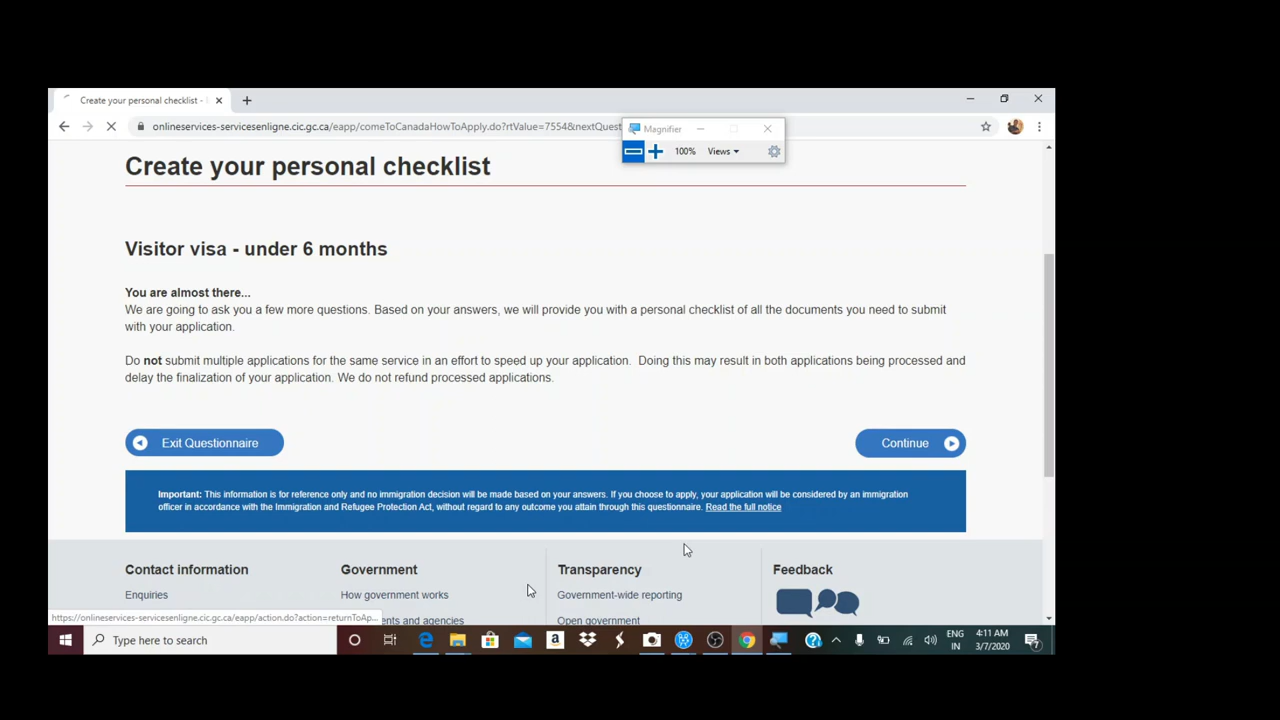 Create your personal checklist -
onlineservices-servicesenligne.cic.gc.ca/eapp/comeToCanadaHowToApply.do?rtValue=7554&nextQuest
Magnifier
100% Views
Create your personal checklist
Visitor visa - under 6 months
You are almost there...
We are going to ask you a few more questions. Based on your answers, we will provide you with a personal checklist of all the documents you need to submit
with your application.
Do not submit multiple applications for the same service in an effort to speed up your application. Doing this may result in both applications being processed and
delay the finalization of your application. We do not refund processed applications.
Exit Questionnaire
Continue
Important: This information is for reference only and no immigration decision will be made based on your answers. If you choose to apply, your application will be considered by an immigration
officer in accordance with the Immigration and Refugee Protection Act, without regard to any outcome you attain through this questionnaire. Read the full notice
Contact information
Government
Transparency
Feedback
Enquiries
How government works
Government-wide reporting
https://onlineservices-servicesenligne.cic.gc.ca/eapp/action.do?action=returnToAp...
ents and agencies
Open government
Type here to search
ENG
IN
4:11 AM
3/7/2020
7